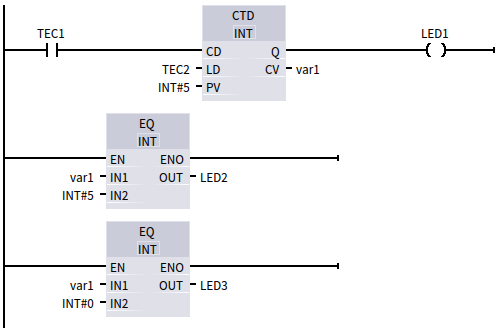 CTD
TEC1 INT LED1
CD Q
TEC2 LD CV var1
INT#5 PV
EQ
INT
EN ENO
var1 IN1 OUT LED2
INT#5 IN2
EQ
INT
EN ENO
var1 IN1 OUT LED3
INT#0 IN2